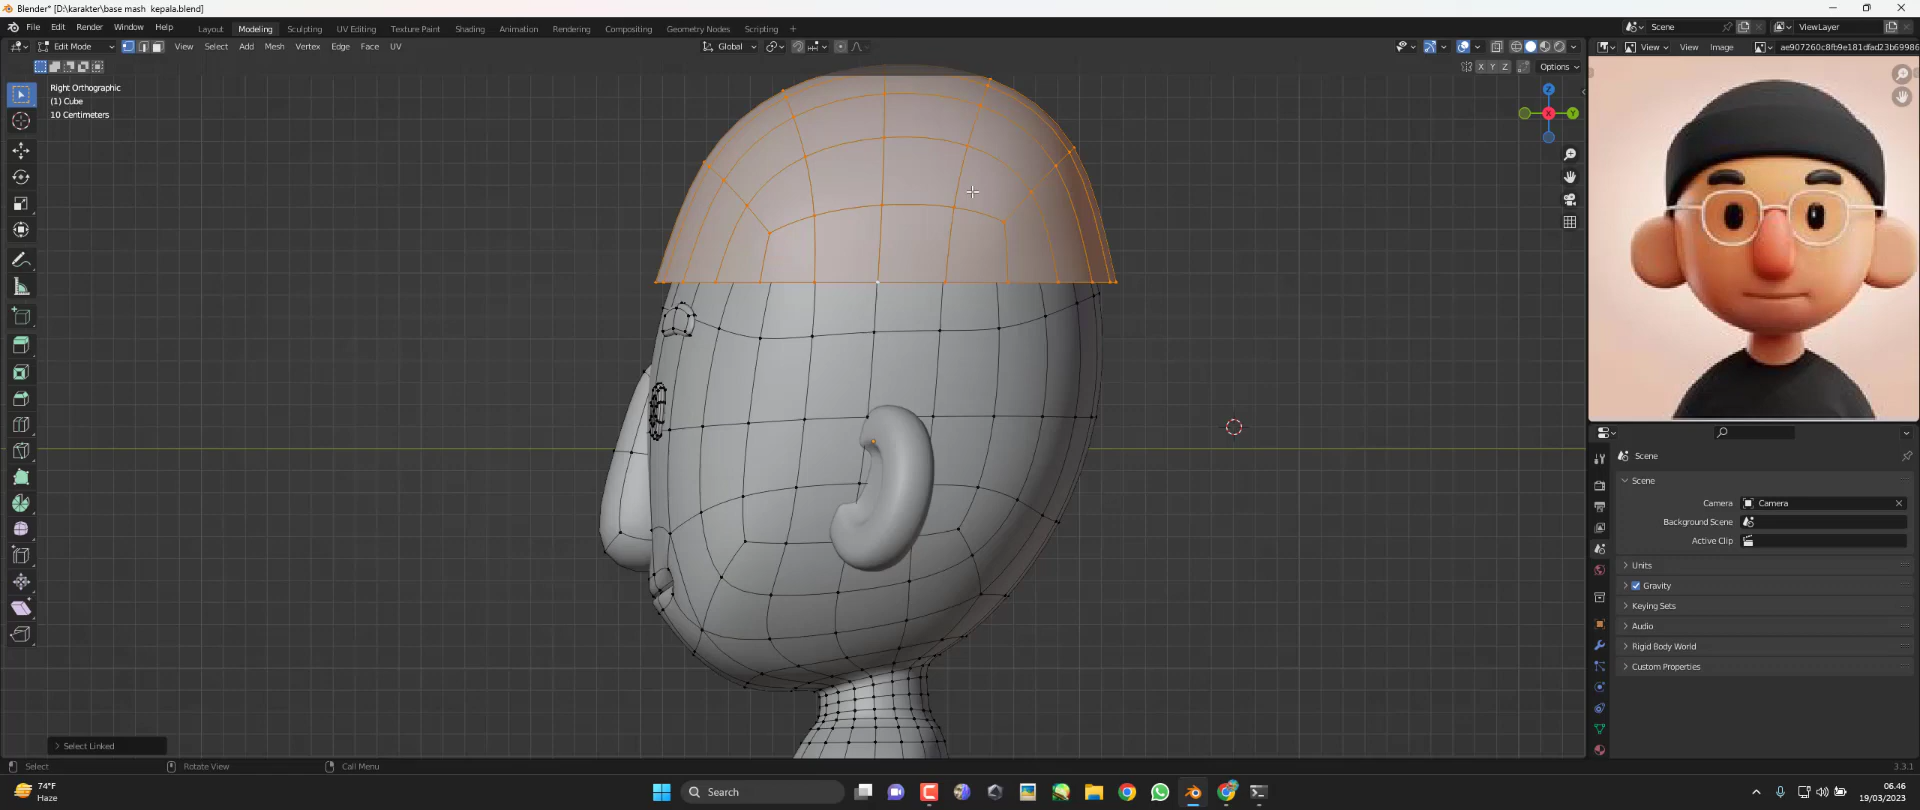 Blender* [D:\karakter\base mash kepala.blend]
File Edit Render Window Help
Layout Modeling Sculpting UV Editing Texture Paint Shading Animation Rendering Compositing Geometry Nodes Scripting +
Scene ViewLayer
Edit Mode View Select Add Mesh Vertex Edge Face UV
Global
View View Image ae907260c8fb9e181dfad23b69986
X Y Z Options
Right Orthographic
(1) Cube
10 Centimeters
Z
X Y
Scene
Scene
Camera Camera
Background Scene
Active Clip
Units
Gravity
Keying Sets
Audio
Rigid Body World
Custom Properties
Select Linked
Select Rotate View Call Menu
3.3.1
74°F
Haze
Search
06.46
19/03/2023